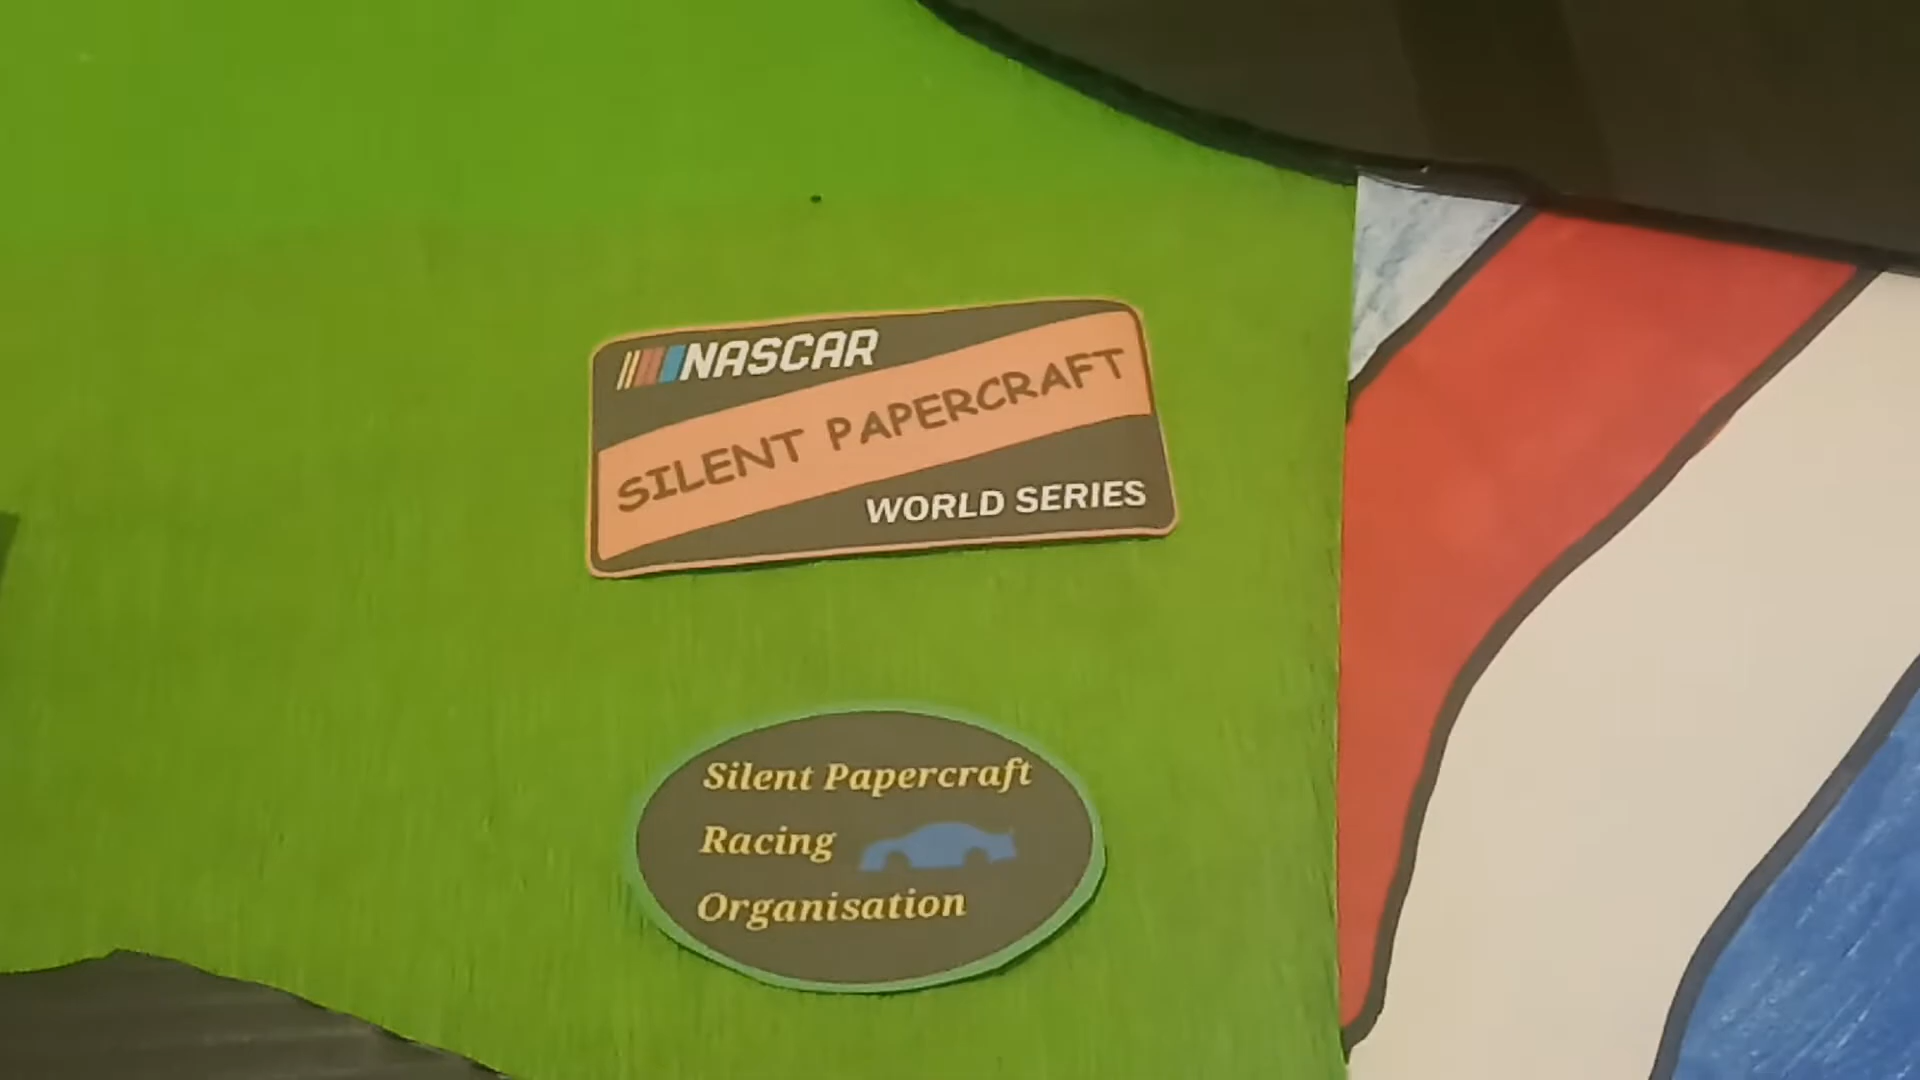 NASCAR
SILENT PAPERCRAFT
WORLD SERIES
Silent Papercraft
Racing
Organisation